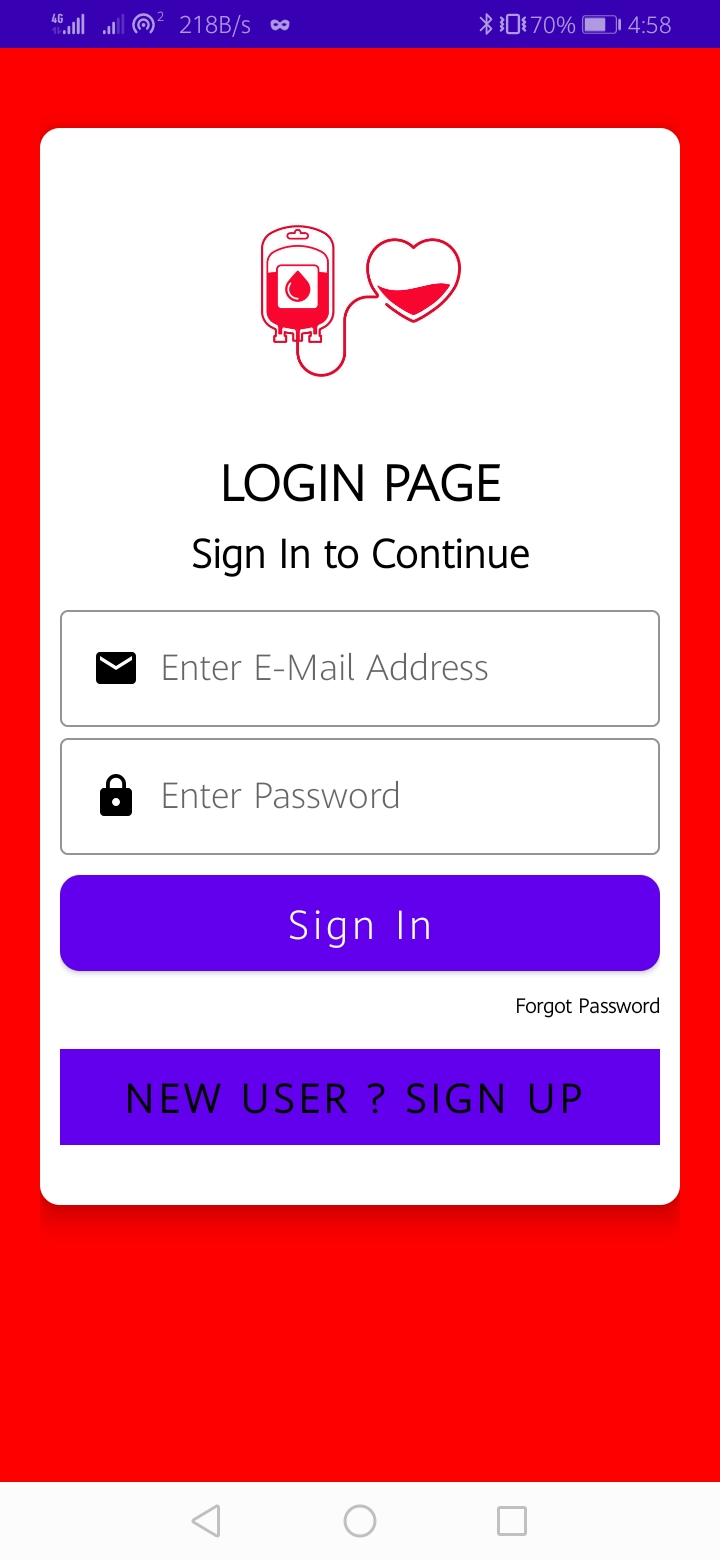 4G 2 218B/s 70% 4:58
LOGIN PAGE
Sign In to Continue
Enter E-Mail Address
Enter Password
Sign In
Forgot Password
NEW USER ? SIGN UP